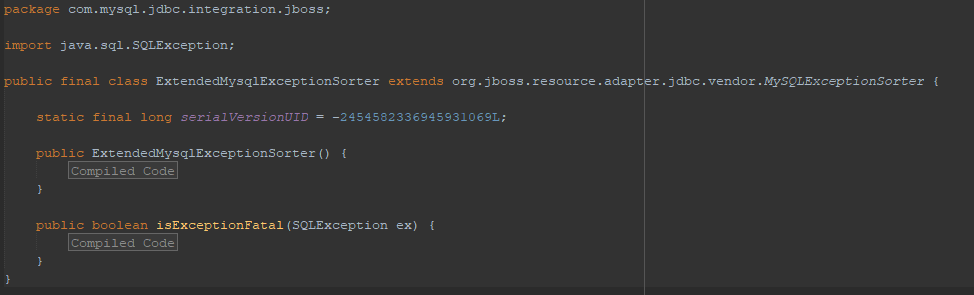 package com.mysql.jdbc.integration.jboss;
import java.sql.SQLException;
public final class ExtendedMysqlExceptionSorter extends org.jboss.resource.adapter.jdbc.vendor.MySQLExceptionSorter {
static final long serialVersionUID = -2454582336945931069L;
public ExtendedMysqlExceptionSorter() {
Compiled Code
}
public boolean isExceptionFatal(SQLException ex) {
Compiled Code
}
}